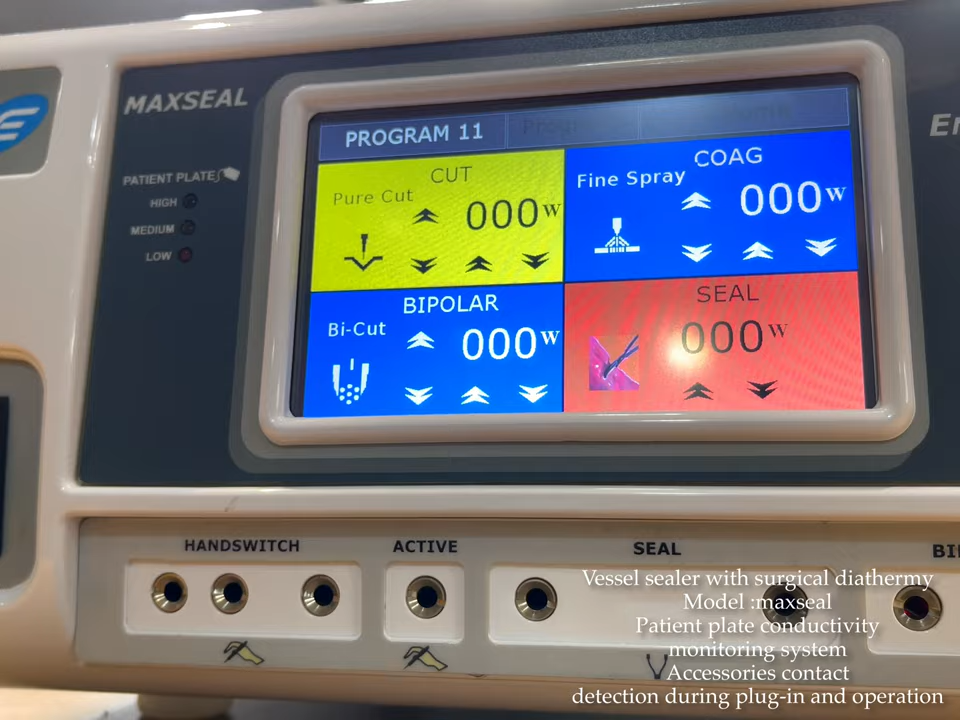 MAXSEAL
PATIENT PLATE
HIGH
MEDIUM
LOW
PROGRAM 11
CUT
Pure Cut
000W
COAG
Fine Spray
000W
BIPOLAR
Bi-Cut
000W
SEAL
000W
HANDSWITCH
ACTIVE
SEAL
Vessel sealer with surgical diathermy
Model :maxseal
Patient plate conductivity
monitoring system
Accessories contact
detection during plug-in and operation